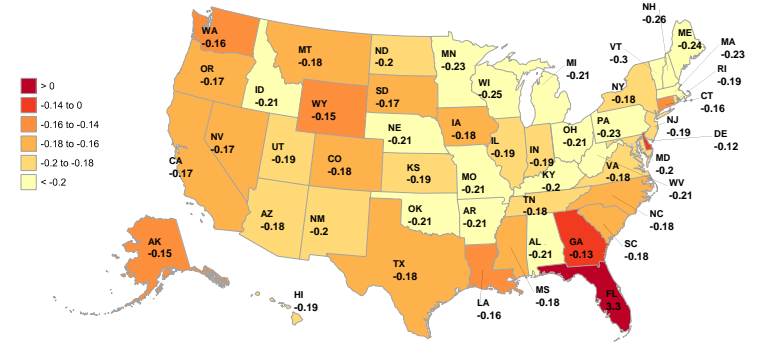 NH
-0.26
WA
-0.16
ME
-0.24
MA
-0.23
VT
-0.3
MT
-0.18
ND
-0.2
MN
-0.23
MI
-0.21
RI
-0.19
OR
-0.17
WI
-0.25
ID
-0.21
SD
-0.17
NY
-0.18
CT
-0.16
> 0
-0.14 to 0
-0.16 to -0.14
-0.18 to -0.16
-0.2 to -0.18
< -0.2
WY
-0.15
NJ
-0.19
IA
-0.18
PA
-0.23
NE
-0.21
OH
-0.21
DE
-0.12
NV
-0.17
UT
-0.19
IL
-0.19
IN
-0.19
MD
-0.2
CO
-0.18
CA
-0.17
KS
-0.19
MO
-0.21
KY
-0.2
VA
-0.18
WV
-0.21
TN
-0.18
OK
-0.21
AR
-0.21
NC
-0.18
AZ
-0.18
NM
-0.2
AK
-0.15
AL
-0.21
GA
-0.13
SC
-0.18
TX
-0.18
MS
-0.18
LA
-0.16
HI
-0.19
FL
3.3